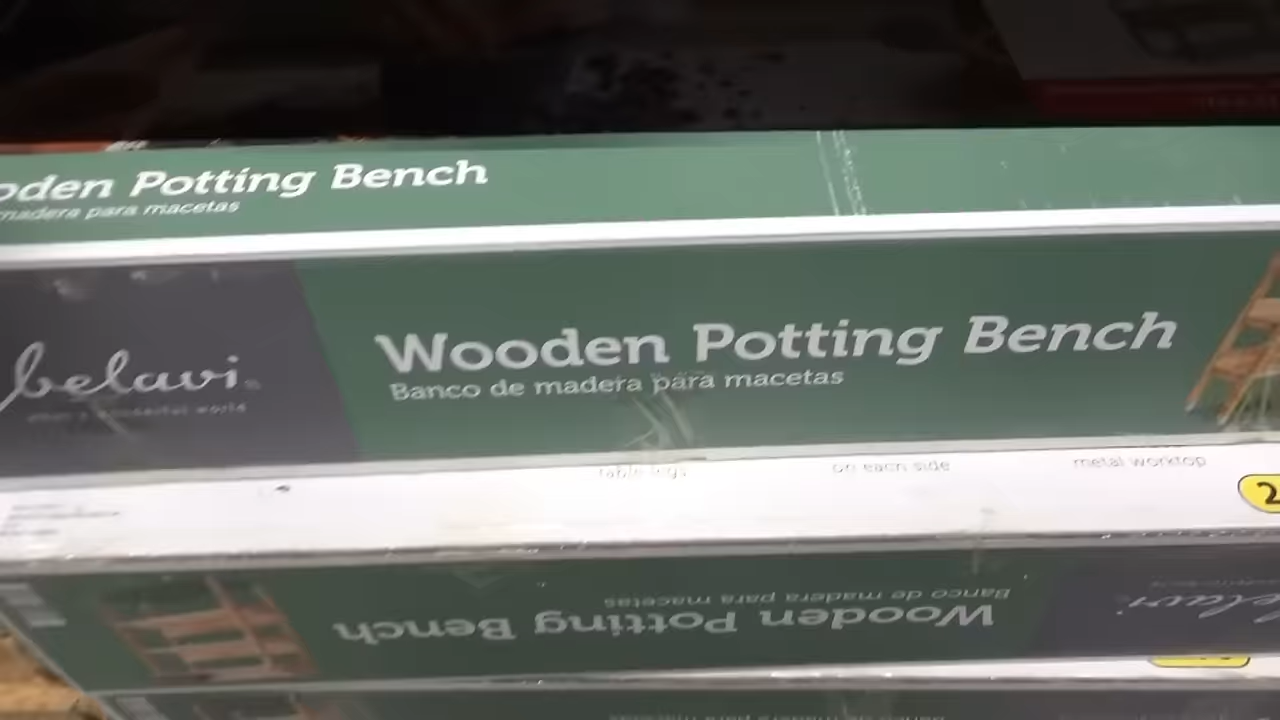 oden Potting Bench
madera para macetas
belavi
Wooden Potting Bench
Banco de madera para macetas
table legs
on each side
metal worktop
2
Wooden Potting Bench
Banco de madera para macetas